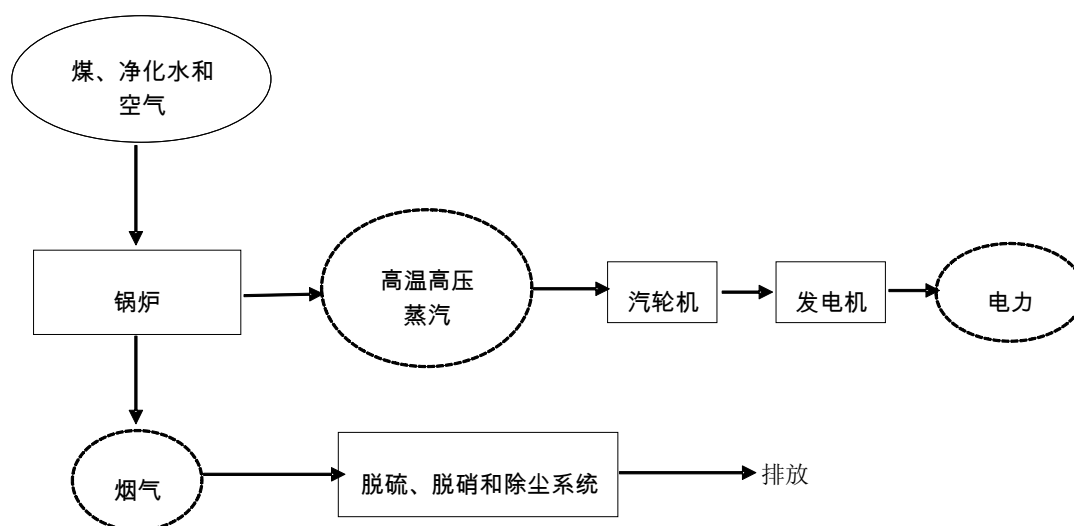 煤、净化水和
空气
锅炉
高温高压
蒸汽
汽轮机
发电机
电力
烟气
脱硫、脱硝和除尘系统
排放